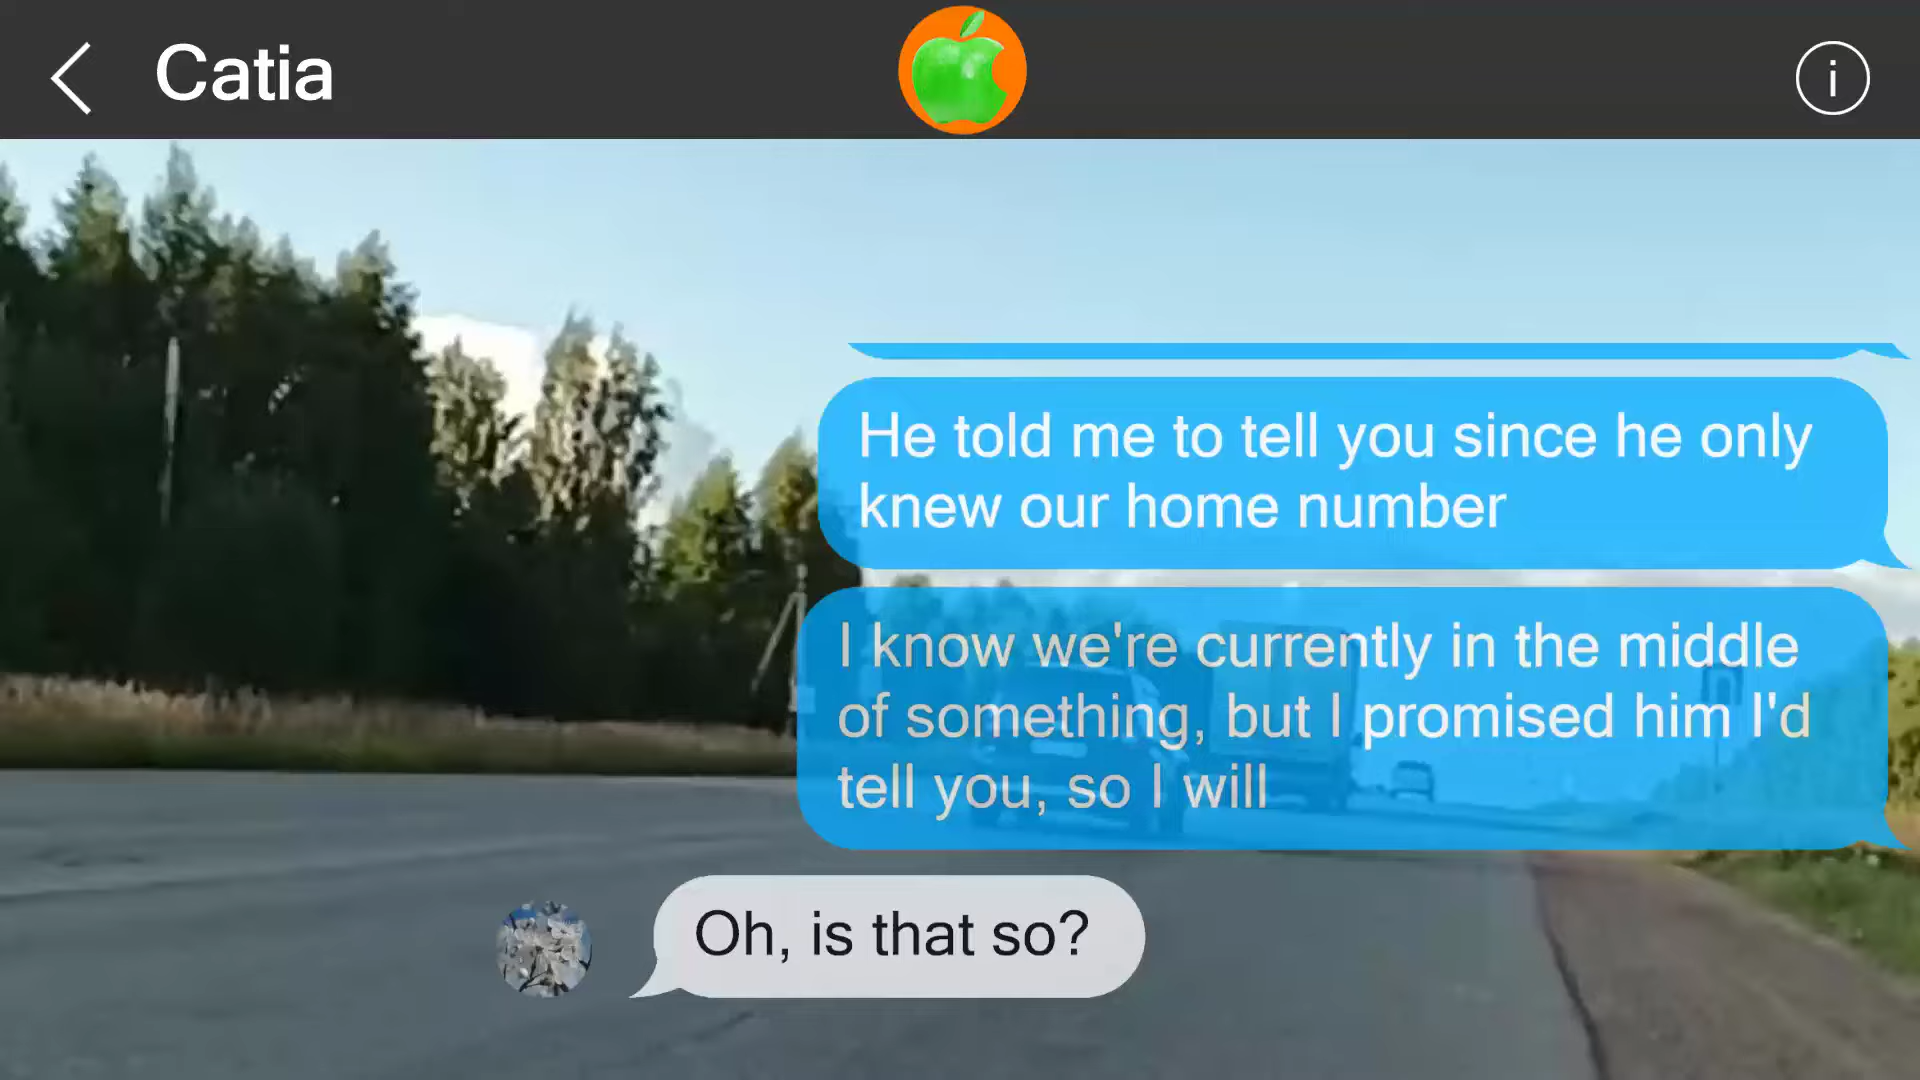 Catia
i
He told me to tell you since he only
knew our home number
I know we're currently in the middle
of something, but I promised him I'd
tell you, so I will
Oh, is that so?